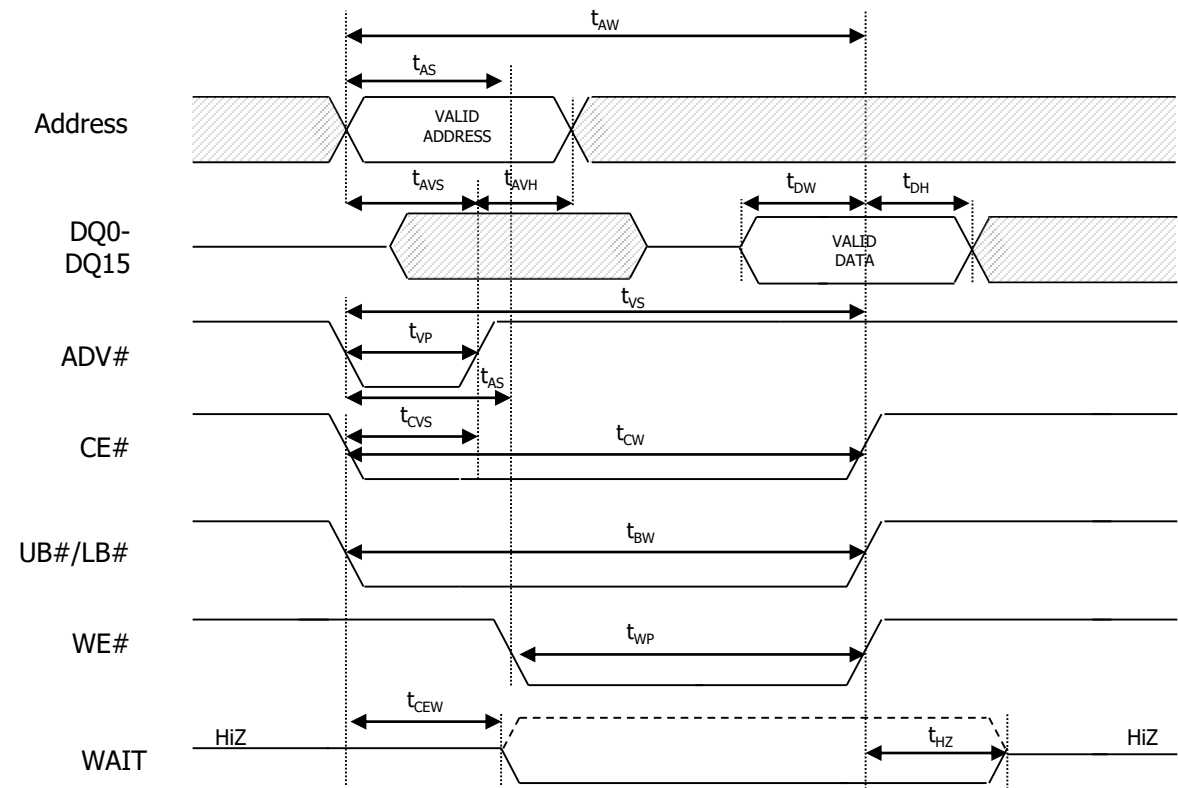 tAW
tAS
Address
VALID
ADDRESS
tAVS
tAVH
tDW
tDH
DQ0-
DQ15
VALID
DATA
tVS
ADV#
tVP
tAS
CE#
tCVS
tCW
UB#/LB#
tBW
WE#
tWP
tCEW
WAIT
HiZ
tHZ
HiZ